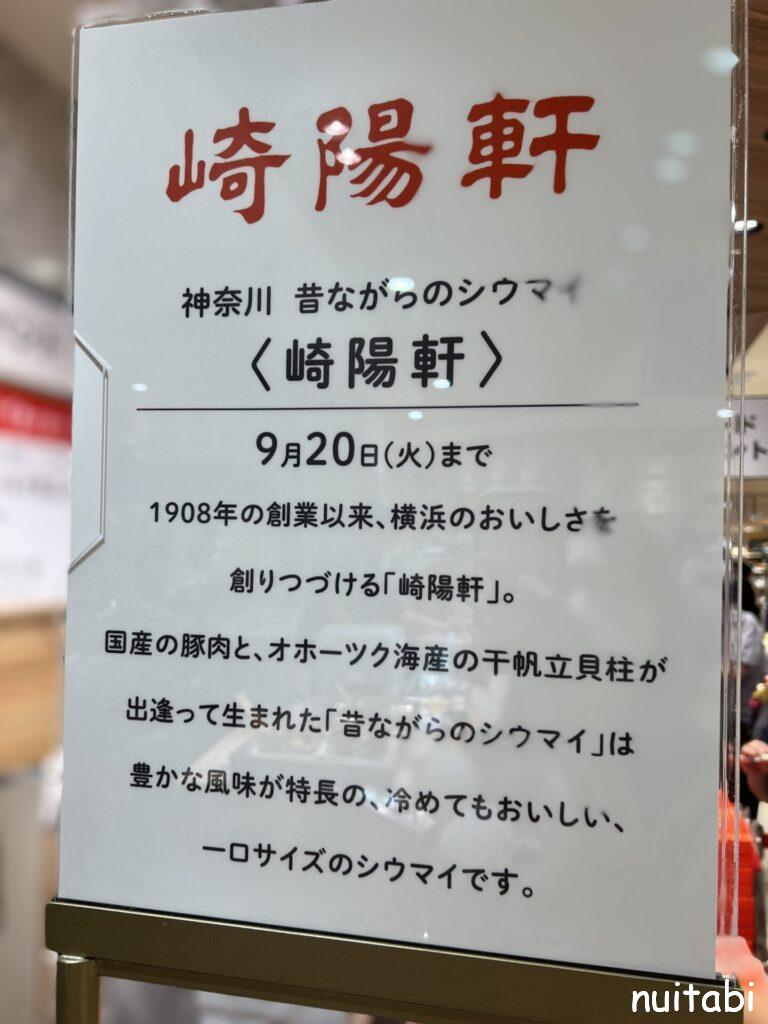 崎陽軒
神奈川 昔ながらのシウマイ
〈崎陽軒〉
9月20日(火)まで
1908年の創業以来、横浜のおいしさを
創りつづける「崎陽軒」。
国産の豚肉と、オホーツク海産の干帆立貝柱が
出逢って生まれた「昔ながらのシウマイ」は
豊かな風味が特長の、冷めてもおいしい、
一口サイズのシウマイです。
nuitabi